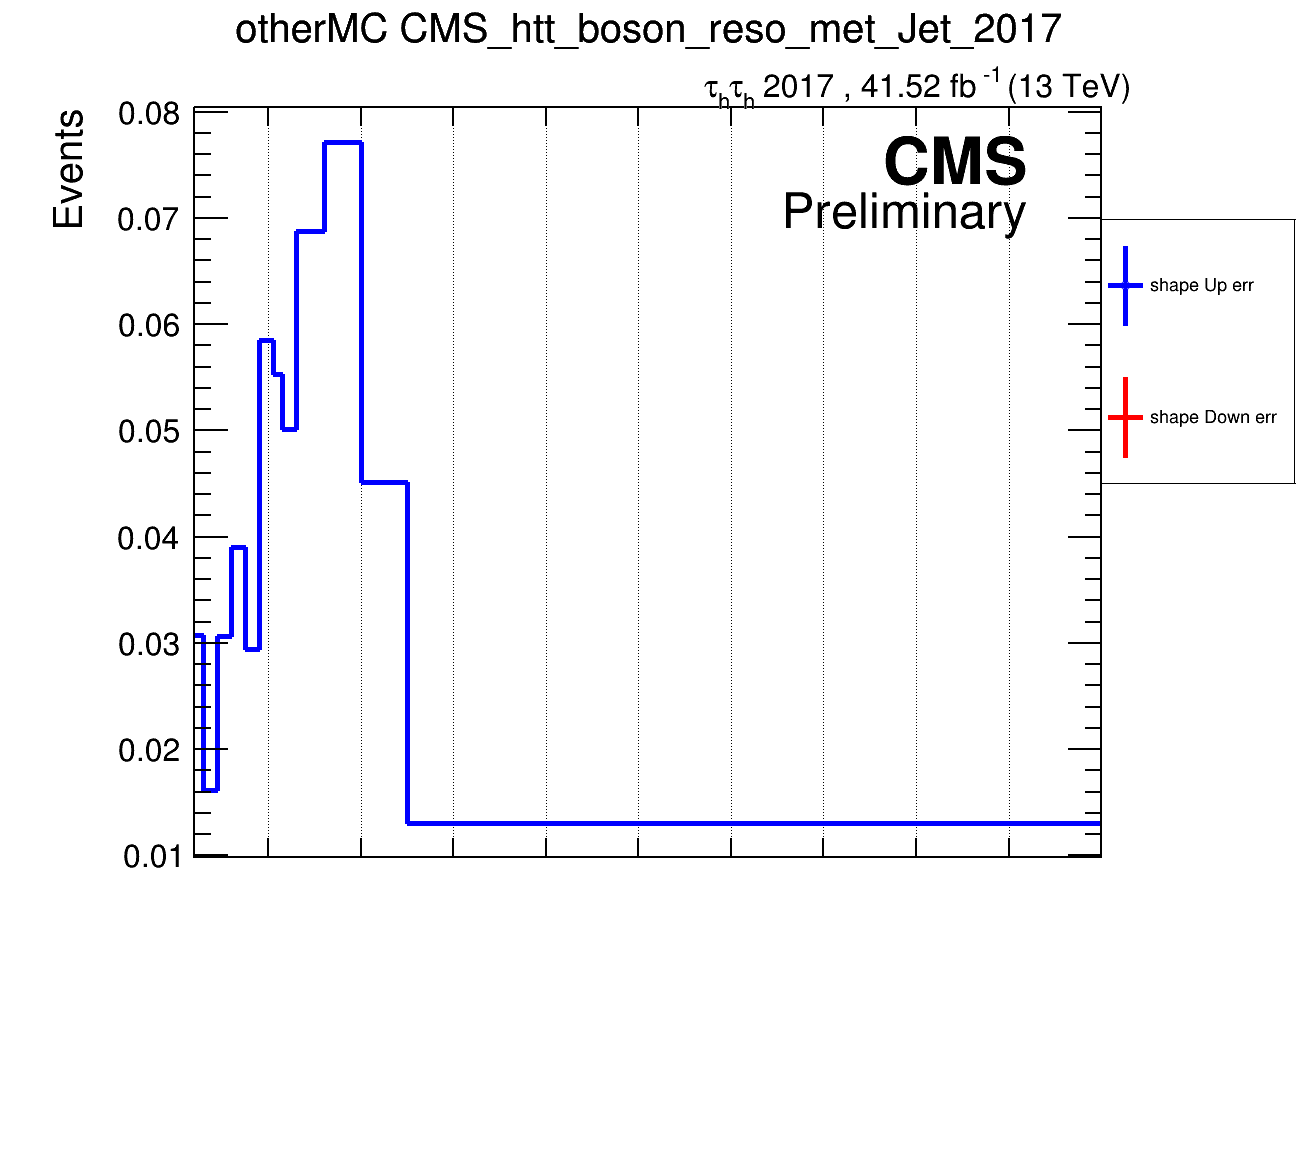 otherMC CMS_htt_boson_reso_met_Jet_2017
τhτh 2017 , 41.52 fb-1 (13 TeV)
CMS
Preliminary
Events
0.08
0.07
0.06
0.05
0.04
0.03
0.02
0.01
shape Up err
shape Down err